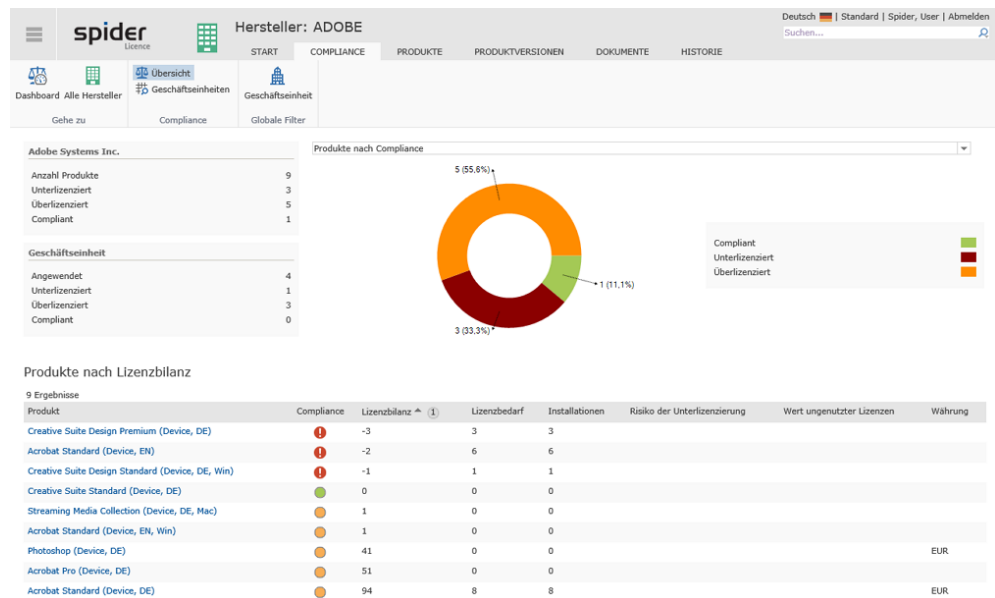 Deutsch | Standard | Spider, User | Abmelden
spider
Licence
Hersteller: ADOBE
Suchen...
START COMPLIANCE PRODUKTE PRODUKTVERSIONEN DOKUMENTE HISTORIE
Dashboard Alle Hersteller
Übersicht
Geschäftseinheiten
Geschäftseinheit
Gehe zu Compliance Globale Filter
Adobe Systems Inc.
Anzahl Produkte 9
Unterlizenziert 3
Überlizenziert 5
Compliant 1
Geschäftseinheit
Angewendet 4
Unterlizenziert 1
Überlizenziert 3
Compliant 0
Produkte nach Compliance
5 (55,6%)
1 (11,1%)
3 (33,3%)
Compliant
Unterlizenziert
Überlizenziert
Produkte nach Lizenzbilanz
9 Ergebnisse
Produkt Compliance Lizenzbilanz 1 Lizenzbedarf Installationen Risiko der Unterlizenzierung Wert ungenutzter Lizenzen Währung
Creative Suite Design Premium (Device, DE) -3 3 3
Acrobat Standard (Device, EN) -2 6 6
Creative Suite Design Standard (Device, DE, Win) -1 1 1
Creative Suite Standard (Device, DE) 0 0 0
Streaming Media Collection (Device, DE, Mac) 1 0 0
Acrobat Standard (Device, EN, Win) 1 0 0
Photoshop (Device, DE) 41 0 0 EUR
Acrobat Pro (Device, DE) 51 0 0
Acrobat Standard (Device, DE) 94 8 8 EUR